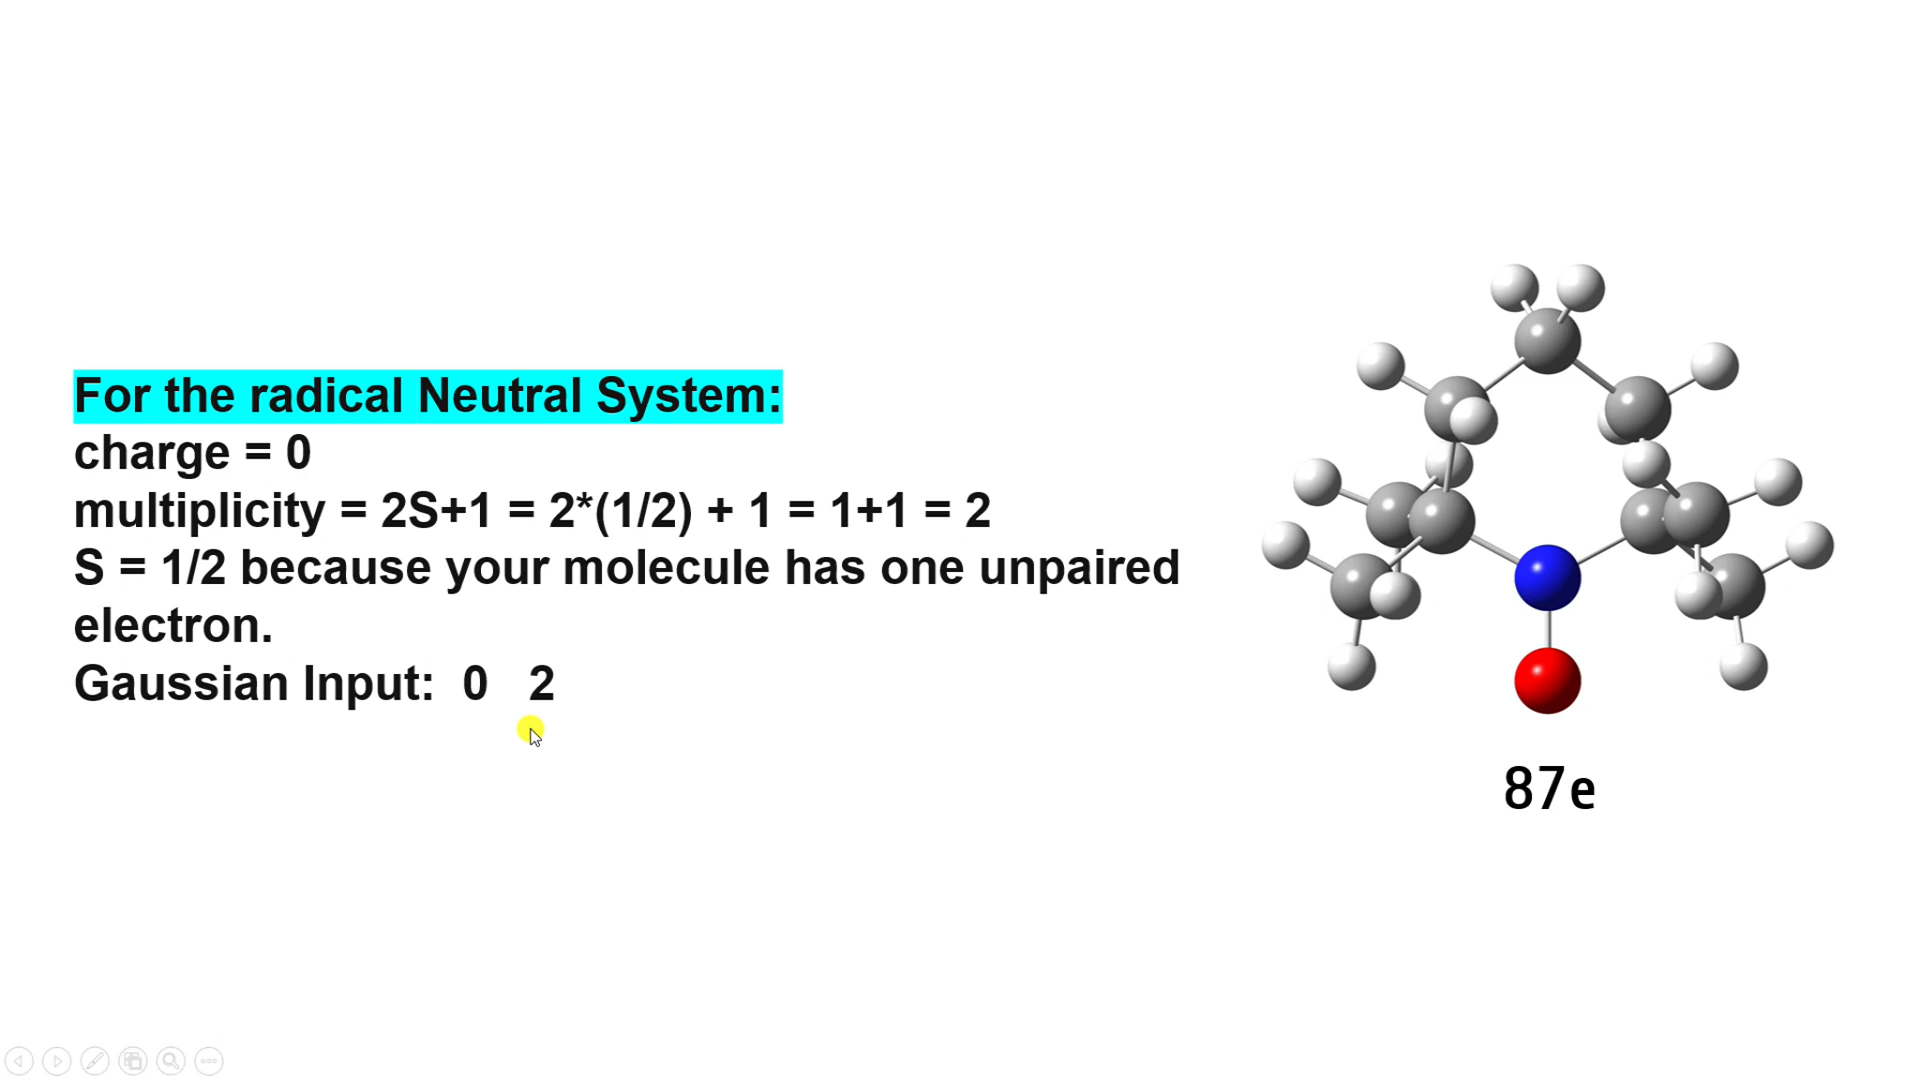 For the radical Neutral System:
charge = 0
multiplicity = 2S+1 = 2*(1/2) + 1 = 1+1 = 2
S = 1/2 because your molecule has one unpaired
electron.
Gaussian Input:  0   2
87e